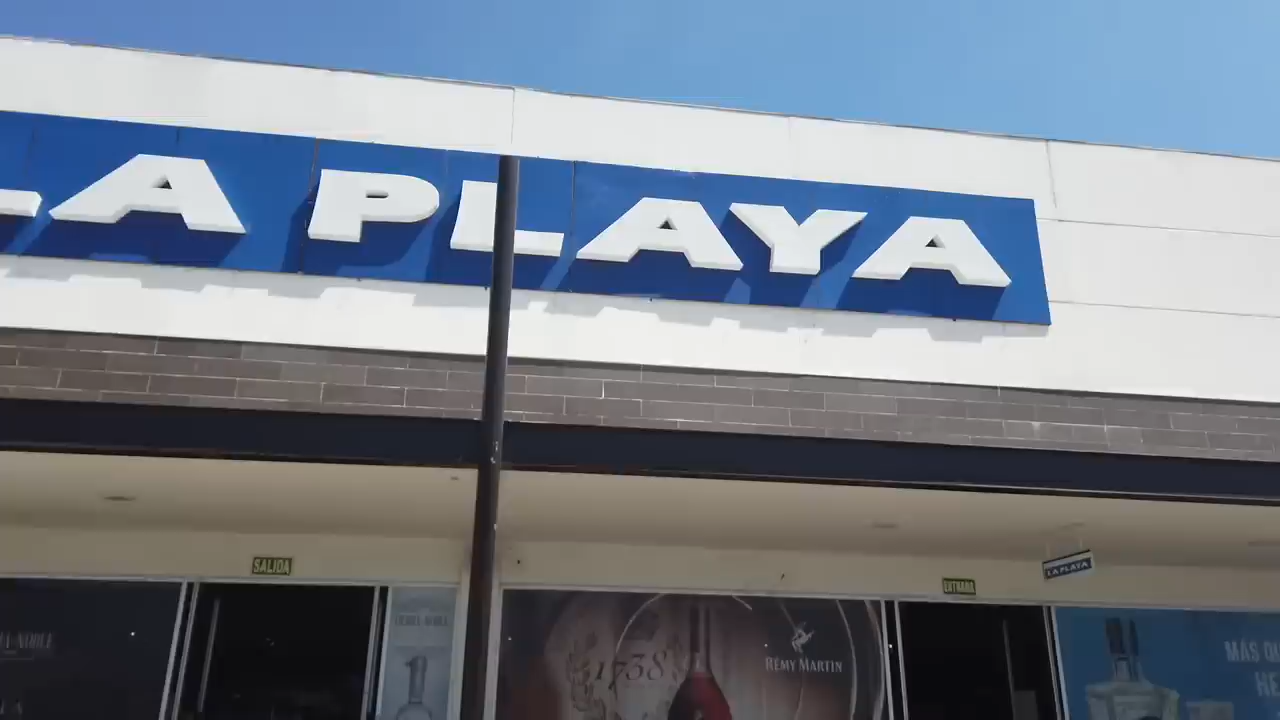 LA PLAYA
SALIDA
ENTRADA
LA PLAYA
1738
RÉMY MARTIN
MÁS